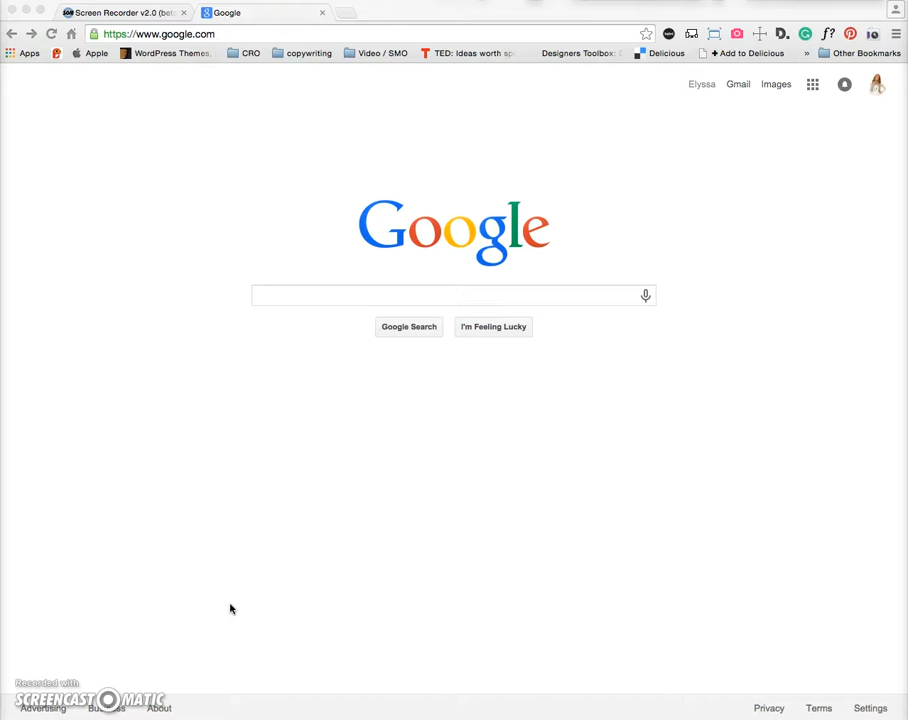 Screen Recorder v2.0 (beta Google
https://www.google.com
Apps Apple WordPress Themes, CRO copywriting Video / SMO TED: Ideas worth sp Designers Toolbox: D Delicious + Add to Delicious » Other Bookmarks
Elyssa Gmail Images
Google
Google Search I'm Feeling Lucky
Recorded with
SCREENCAST MATIC
Advertising About Privacy Terms Settings